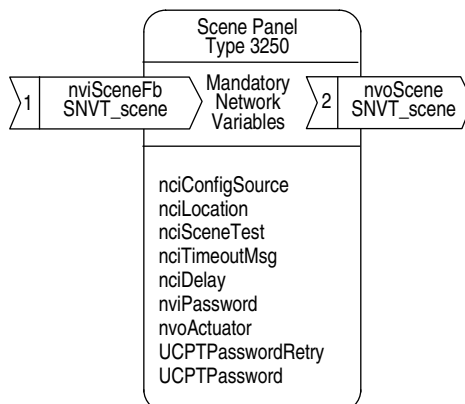 Scene Panel
Type 3250
1
nviSceneFb
SNVT_scene
Mandatory
Network
Variables
2
nvoScene
SNVT_scene
nciConfigSource
nciLocation
nciSceneTest
nciTimeoutMsg
nciDelay
nviPassword
nvoActuator
UCPTPasswordRetry
UCPTPassword